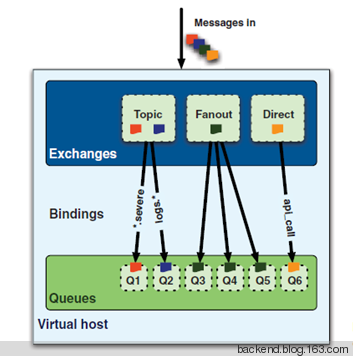 Messages in
Topic
Fanout
Direct
Exchanges
Bindings
*.severe
logs.*
api_call
Q1
Q2
Q3
Q4
Q5
Q6
Queues
Virtual host
backend.blog.163.com